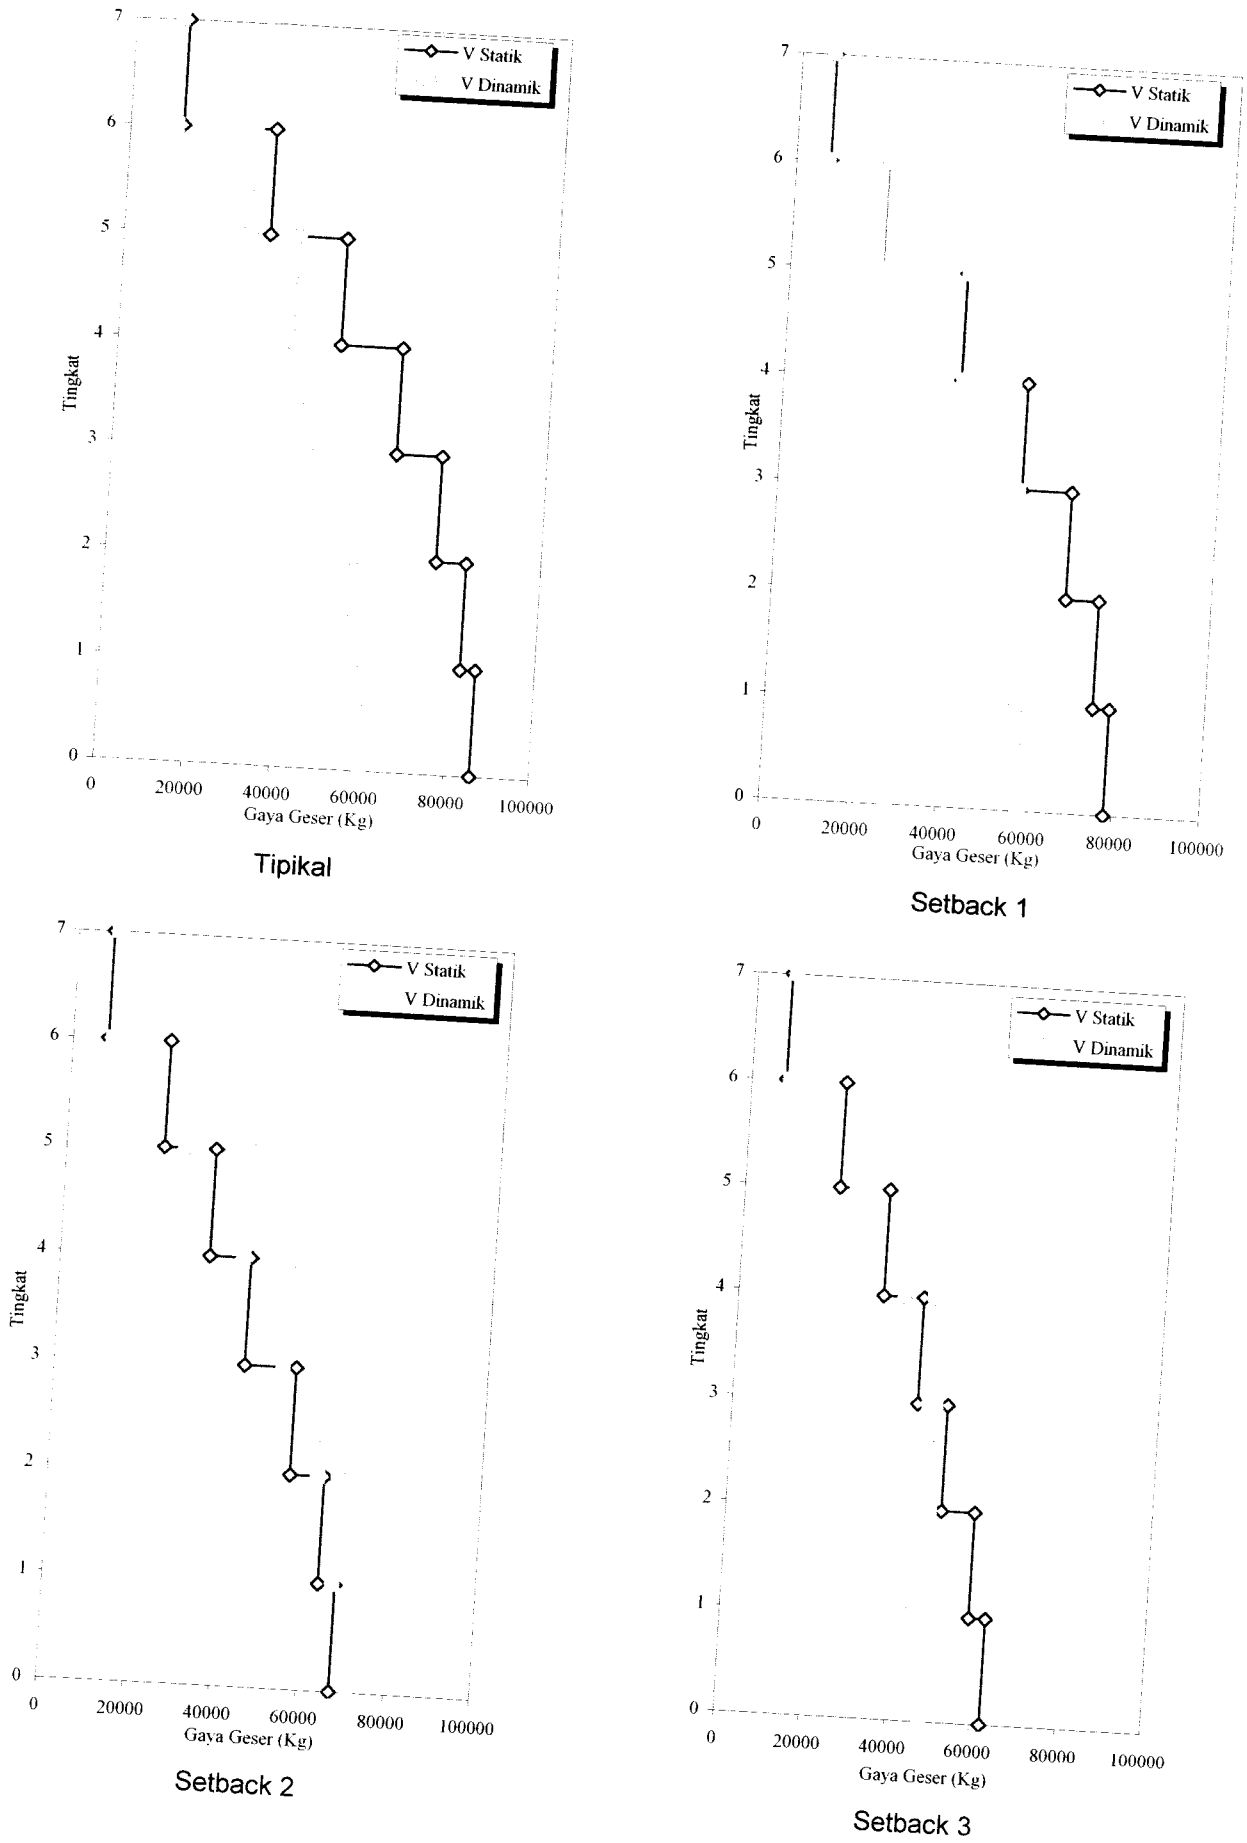 7
V Statik
V Dinamik
6
5
4
Tingkat
3
2
1
0
0 20000 40000 60000 80000 100000
Gaya Geser (Kg)
Tipikal
7
V Statik
V Dinamik
6
5
4
Tingkat
3
2
1
0
0 20000 40000 60000 80000 100000
Gaya Geser (Kg)
Setback 1
7
V Statik
V Dinamik
6
5
4
Tingkat
3
2
1
0
0 20000 40000 60000 80000 100000
Gaya Geser (Kg)
Setback 2
7
V Statik
V Dinamik
6
5
4
Tingkat
3
2
1
0
0 20000 40000 60000 80000 100000
Gaya Geser (Kg)
Setback 3